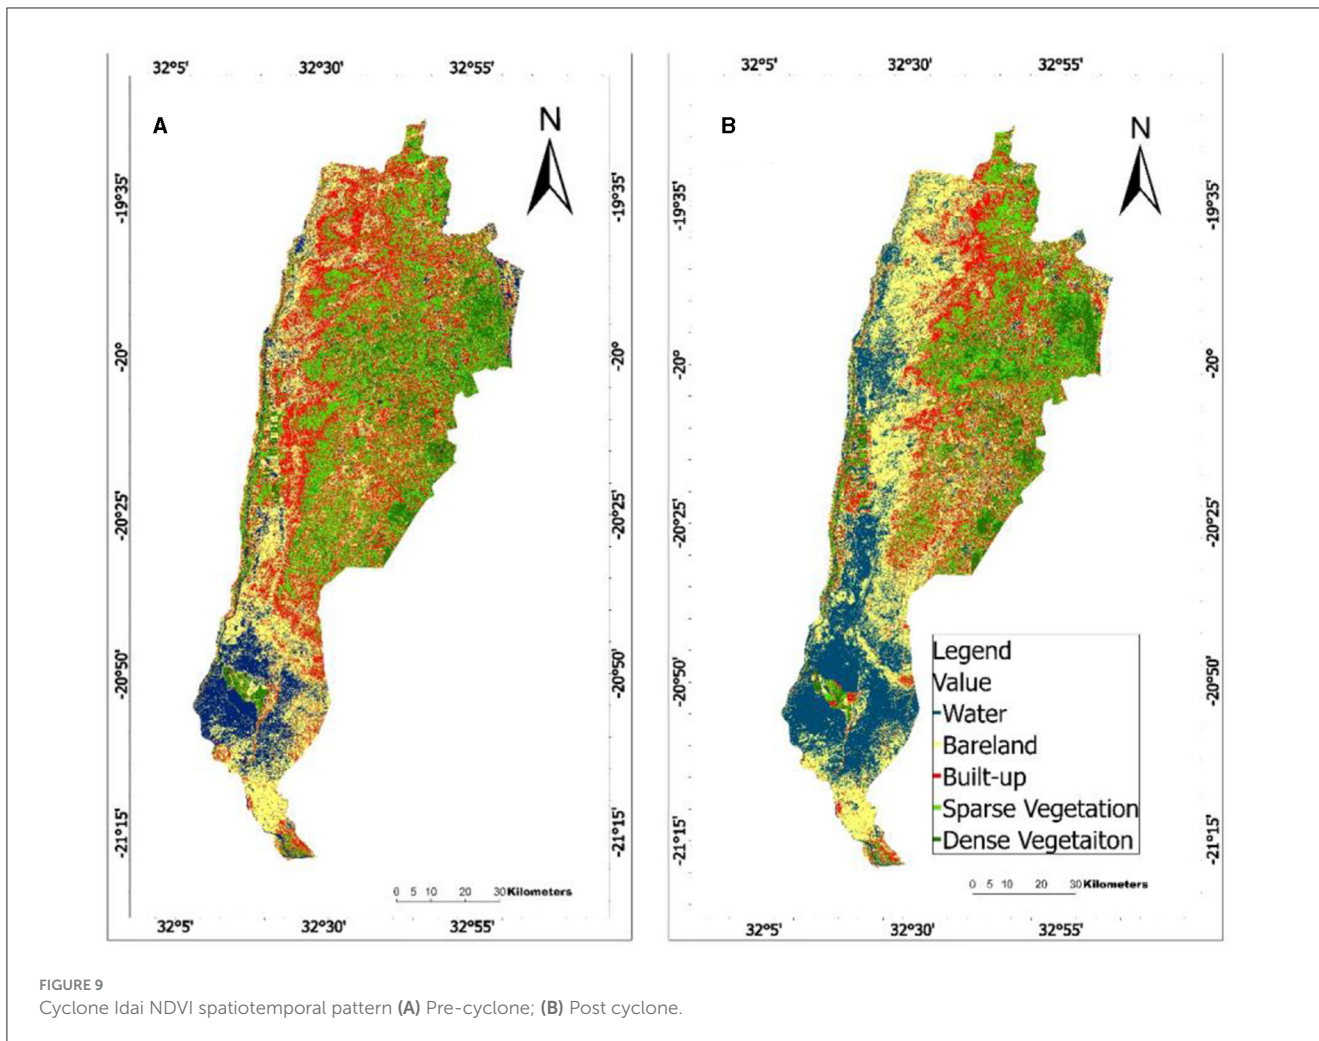 32°5' 32°30' 32°55'
A
N
-19°35'
-20°
-20°25'
-20°50'
-21°15'
-19°35'
-20°
-20°25'
-20°50'
-21°15'
0 5 10 20 30 Kilometers
32°5' 32°30' 32°55'
32°5' 32°30' 32°55'
B
N
-19°35'
-20°
-20°25'
-20°50'
-21°15'
-19°35'
-20°
-20°25'
-20°50'
-21°15'
Legend
Value
Water
Bareland
Built-up
Sparse Vegetation
Dense Vegetaiton
0 5 10 20 30 Kilometers
32°5' 32°30' 32°55'
FIGURE 9
Cyclone Idai NDVI spatiotemporal pattern (A) Pre-cyclone; (B) Post cyclone.